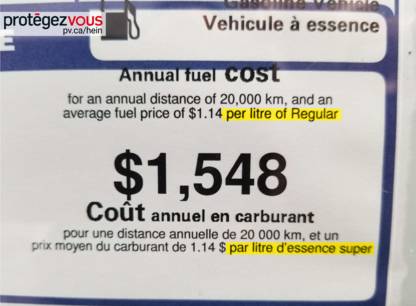 protégezvous
pv.ca/hein
Gasoline Vehicle
Vehicule à essence
E
Annual fuel cost
for an annual distance of 20,000 km, and an
average fuel price of $1.14 per litre of Regular
$1,548
Coût annuel en carburant
pour une distance annuelle de 20 000 km, et un
prix moyen du carburant de 1.14 $ par litre d'essence super